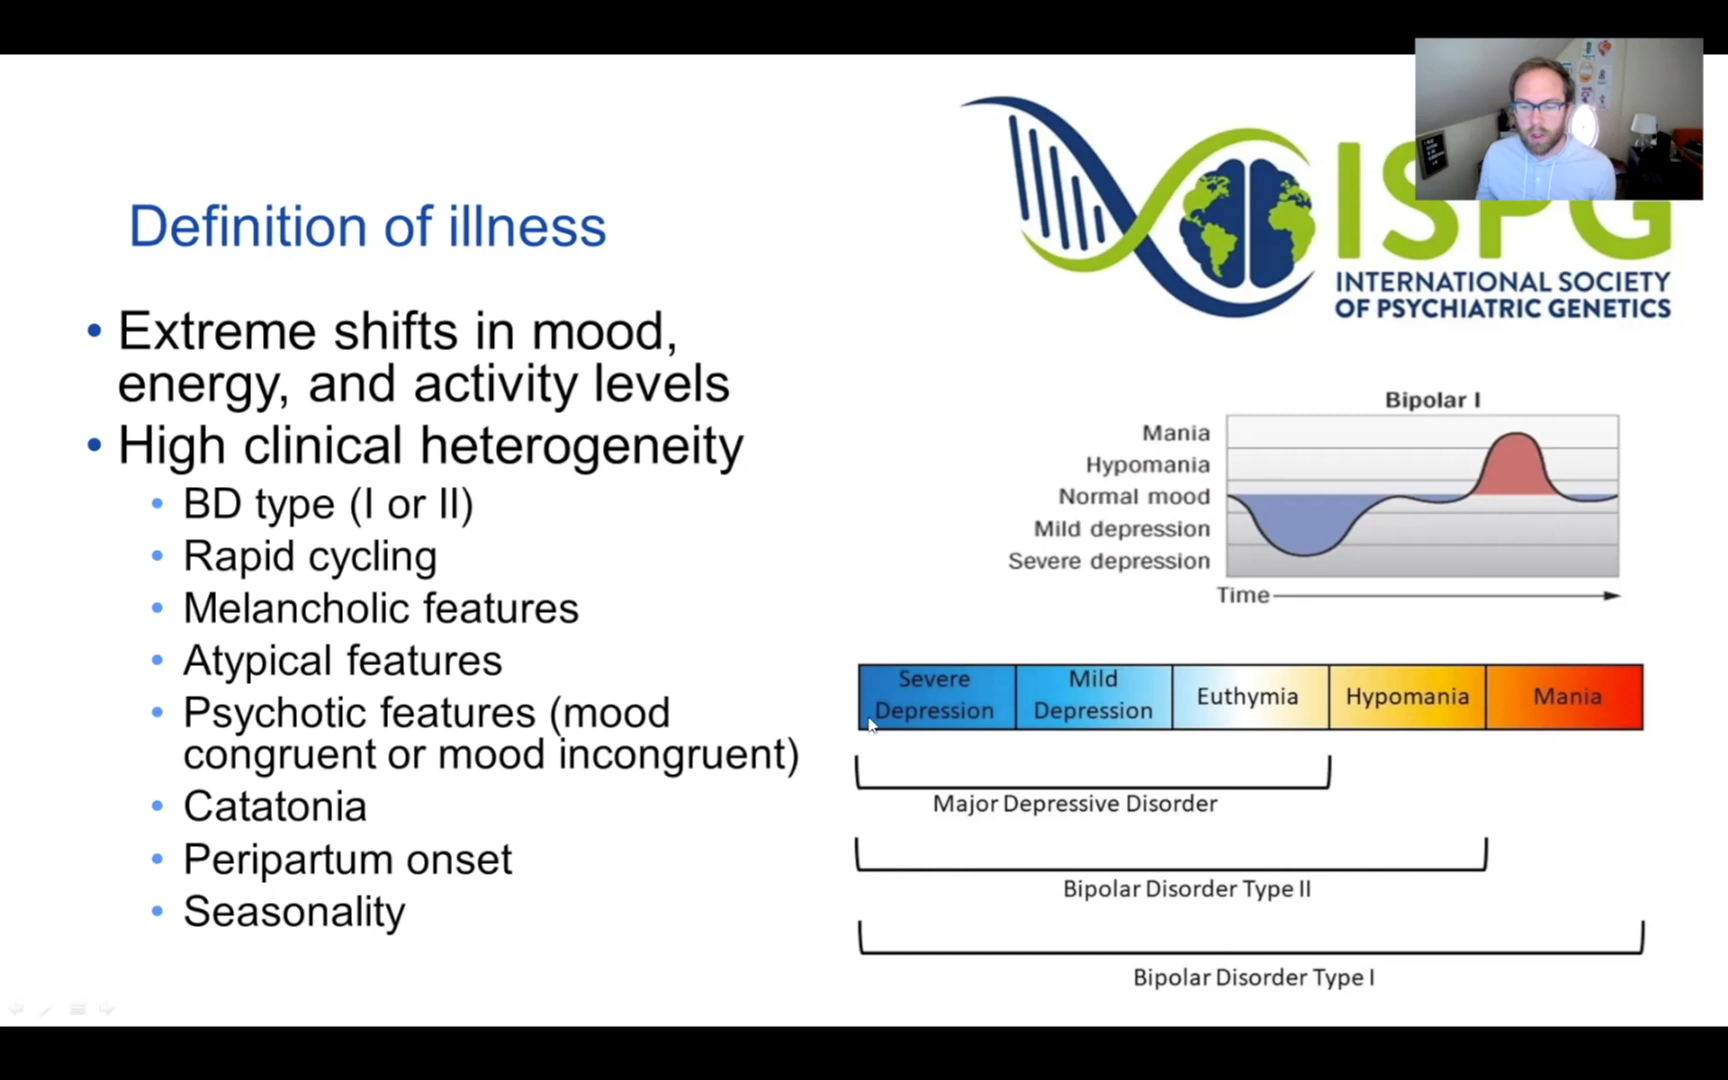 Definition of illness
• Extreme shifts in mood,
energy, and activity levels
• High clinical heterogeneity
• BD type (I or II)
• Rapid cycling
• Melancholic features
• Atypical features
• Psychotic features (mood
congruent or mood incongruent)
• Catatonia
• Peripartum onset
• Seasonality
ISPG
INTERNATIONAL SOCIETY
OF PSYCHIATRIC GENETICS
Bipolar I
Mania
Hypomania
Normal mood
Mild depression
Severe depression
Time
Severe
Depression
Mild
Depression
Euthymia
Hypomania
Mania
Major Depressive Disorder
Bipolar Disorder Type II
Bipolar Disorder Type I